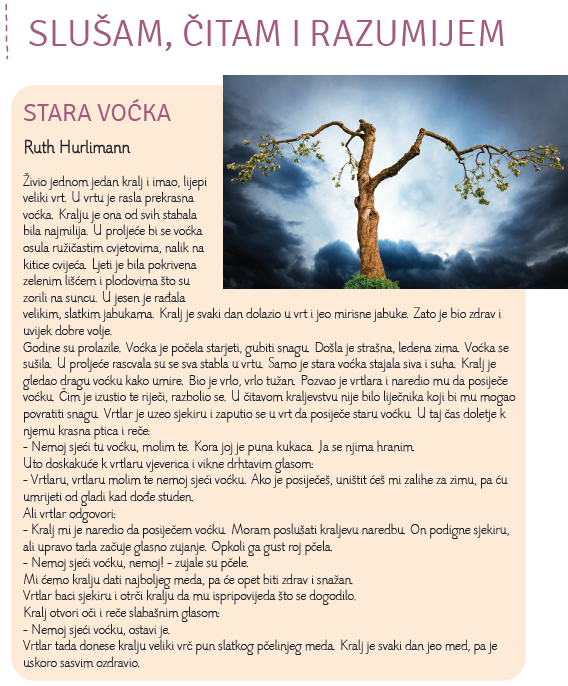 SLUŠAM, ČITAM I RAZUMIJEM
STARA VOĆKA
Ruth Hurlimann
Živio jednom jedan kralj i imao, lijepi
veliki vrt. U vrtu je rasla prekrasna
voćka. Kralju je ona od svih stabala
bila najmilija. U proljeće bi se voćka
osula ružičastim cvjetovima, nalik na
kitice cvijeća. Ljeti je bila pokrivena
zelenim lišćem i plodovima što su
zorili na suncu. U jesen je rađala
velikim, slatkim jabukama. Kralj je svaki dan dolazio u vrt i jeo mirisne jabuke. Zato je bio zdrav i
uvijek dobre volje.
Godine su prolazile. Voćka je počela starjeti, gubiti snagu. Došla je strašna, ledena zima. Voćka se
sušila. U proljeće rascvala su se sva stabla u vrtu. Samo je stara voćka stajala siva i suha. Kralj je
gledao dragu voćku kako umire. Bio je vrlo, vrlo tužan. Pozvao je vrtlara i naredio mu da posiječe
voćku. Čim je izustio te riječi, razbolio se. U čitavom kraljevstvu nije bilo liječnika koji bi mu mogao
povratiti snagu. Vrtlar je uzeo sjekiru i zaputio se u vrt da posiječe staru voćku. U taj čas doletje k
njemu krasna ptica i reče:
- Nemoj sjeći tu voćku, molim te. Kora joj je puna kukaca. Ja se njima hranim.
Uto doskakuće k vrtlaru vjeverica i vikne drhtavim glasom:
- Vrtlaru, vrtlaru molim te nemoj sjeći voćku. Ako je posiječeš, uništit ćeš mi zalihe za zimu, pa ću
umrijeti od gladi kad dođe studen.
Ali vrtlar odgovori:
- Kralj mi je naredio da posiječem voćku. Moram poslušati kraljevu naredbu. On podigne sjekiru,
ali upravo tada začuje glasno zujanje. Opkoli ga gust roj pčela.
- Nemoj sjeći voćku, nemoj! - zujale su pčele.
Mi ćemo kralju dati najboljeg meda, pa će opet biti zdrav i snažan.
Vrtlar baci sjekiru i otrči kralju da mu ispripovijeda što se dogodilo.
Kralj otvori oči i reče slabašnim glasom:
- Nemoj sjeći voćku, ostavi je.
Vrtlar tada donese kralju veliki vrč pun slatkog pčelinjeg meda. Kralj je svaki dan jeo med, pa je
uskoro sasvim ozdravio.